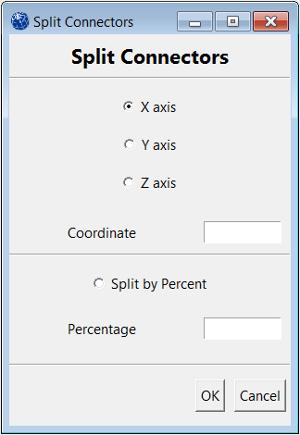 Split Connectors
Split Connectors
X axis
Y axis
Z axis
Coordinate
Split by Percent
Percentage
OK Cancel